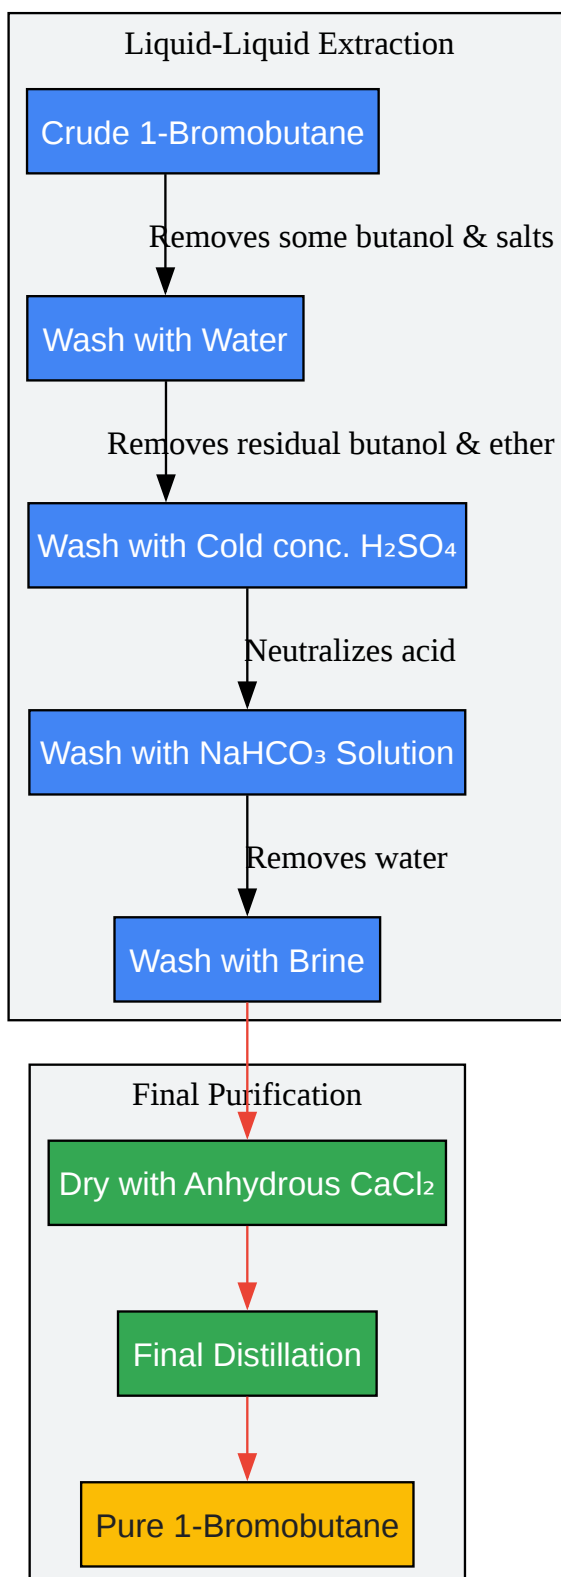 Liquid-Liquid Extraction
Crude 1-Bromobutane
Removes some butanol & salts
Wash with Water
Removes residual butanol & ether
Wash with Cold conc. H₂SO₄
Neutralizes acid
Wash with NaHCO₃ Solution
Removes water
Wash with Brine
Final Purification
Dry with Anhydrous CaCl₂
Final Distillation
Pure 1-Bromobutane